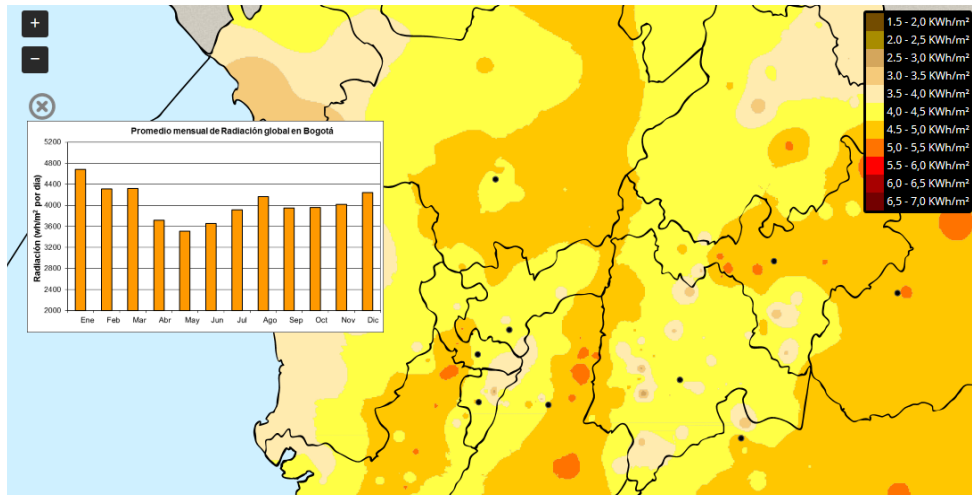 +
−
Promedio mensual de Radiación global en Bogotá
Radiación (wh/m² por día)
5200
4800
4400
4000
3600
3200
2800
2400
2000
Ene Feb Mar Abr May Jun Jul Ago Sep Oct Nov Dic
1.5 - 2,0 KWh/m²
2.0 - 2,5 KWh/m²
2.5 - 3,0 KWh/m²
3.0 - 3.5 KWh/m²
3.5 - 4,0 KWh/m²
4,0 - 4,5 KWh/m²
4.5 - 5,0 KWh/m²
5,0 - 5,5 KWh/m²
5.5 - 6,0 KWh/m²
6,0 - 6,5 KWh/m²
6,5 - 7,0 KWh/m²